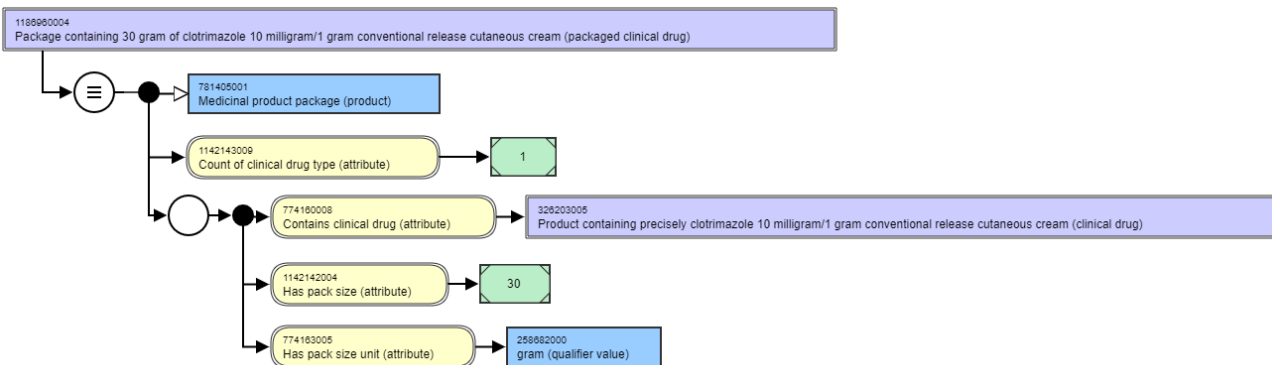 1186960004
Package containing 30 gram of clotrimazole 10 milligram/1 gram conventional release cutaneous cream (packaged clinical drug)
781405001
Medicinal product package (product)
1142143009
Count of clinical drug type (attribute)
1
774160008
Contains clinical drug (attribute)
326203005
Product containing precisely clotrimazole 10 milligram/1 gram conventional release cutaneous cream (clinical drug)
1142142004
Has pack size (attribute)
30
774163005
Has pack size unit (attribute)
258682000
gram (qualifier value)